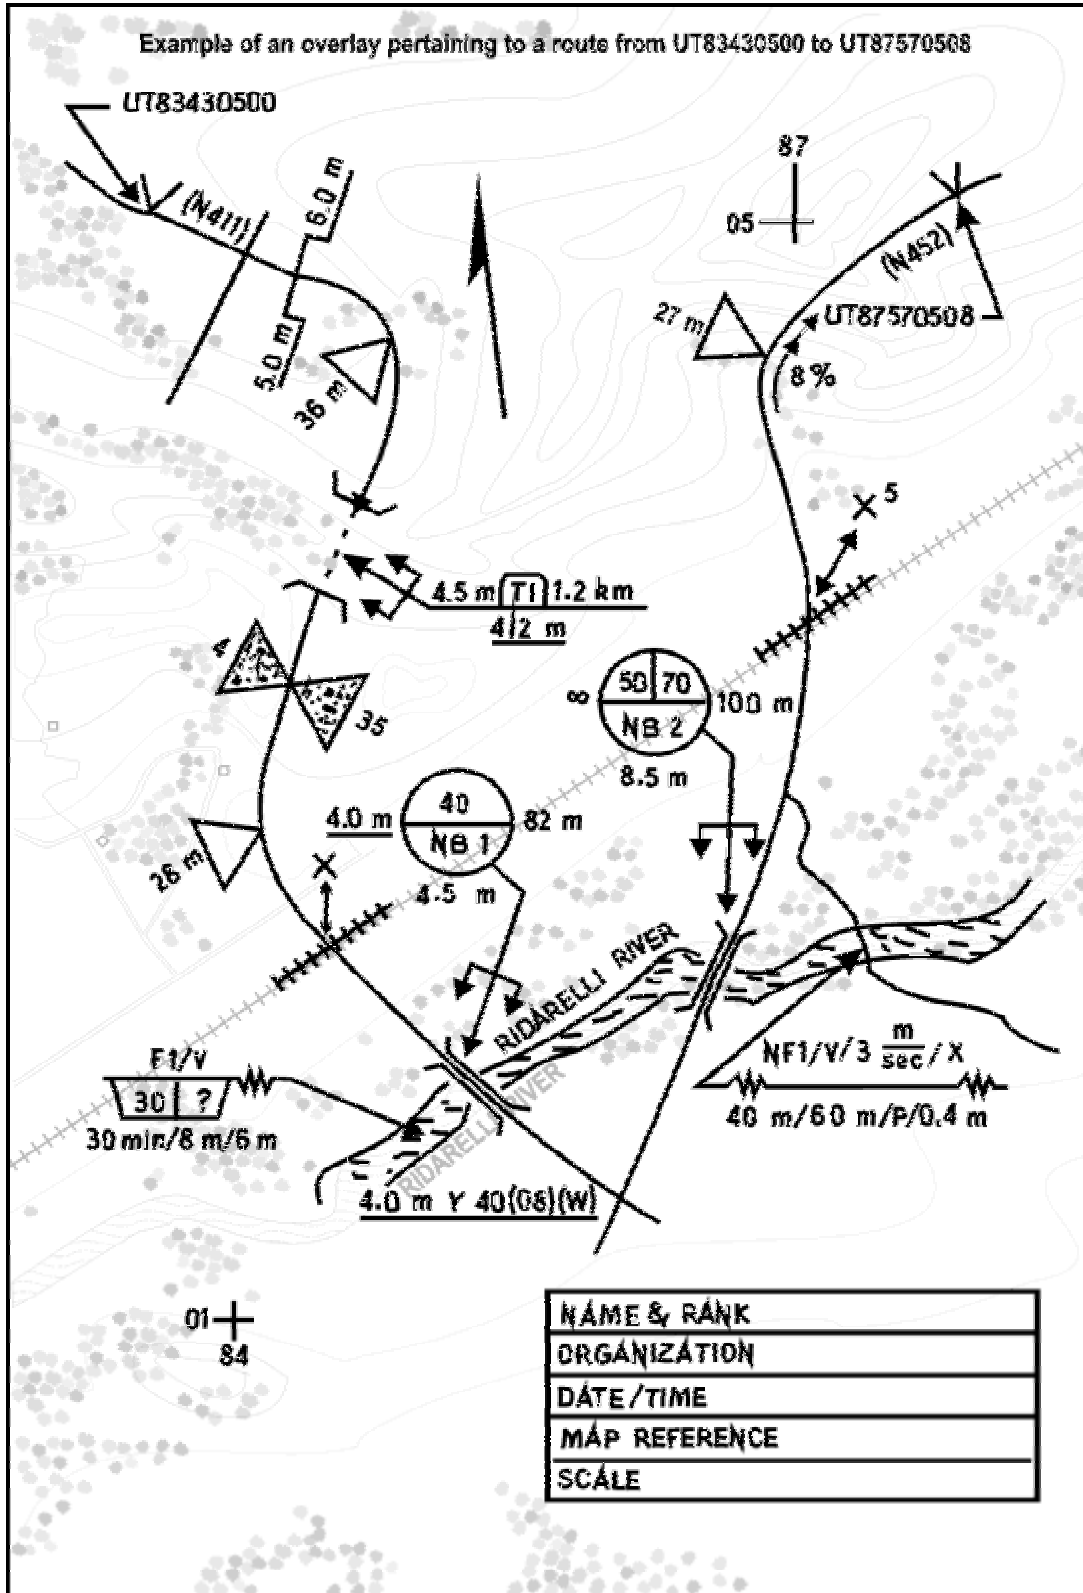 Example of an overlay pertaining to a route from UT83430500 to UT87570508
UT83430500
87
(N411)
6.0 m
05
(N452)
27 m
UT87570508
5.0 m
36 m
8%
5
4.5 m T1 1.2 km
4.2 m
4
35
50 70
∞ NB 2 100 m
8.5 m
40
4.0 m NB 1 82 m
4.5 m
26 m
X
RIDARELLI RIVER
F1/V
30 ?
30 min/8 m/6 m
NF1/V/3 m/sec/X
40 m/60 m/P/0.4 m
RIDARELLI RIVER
4.0 m Y 40(08)(W)
01
84
NAME & RANK
ORGANIZATION
DATE/TIME
MAP REFERENCE
SCALE